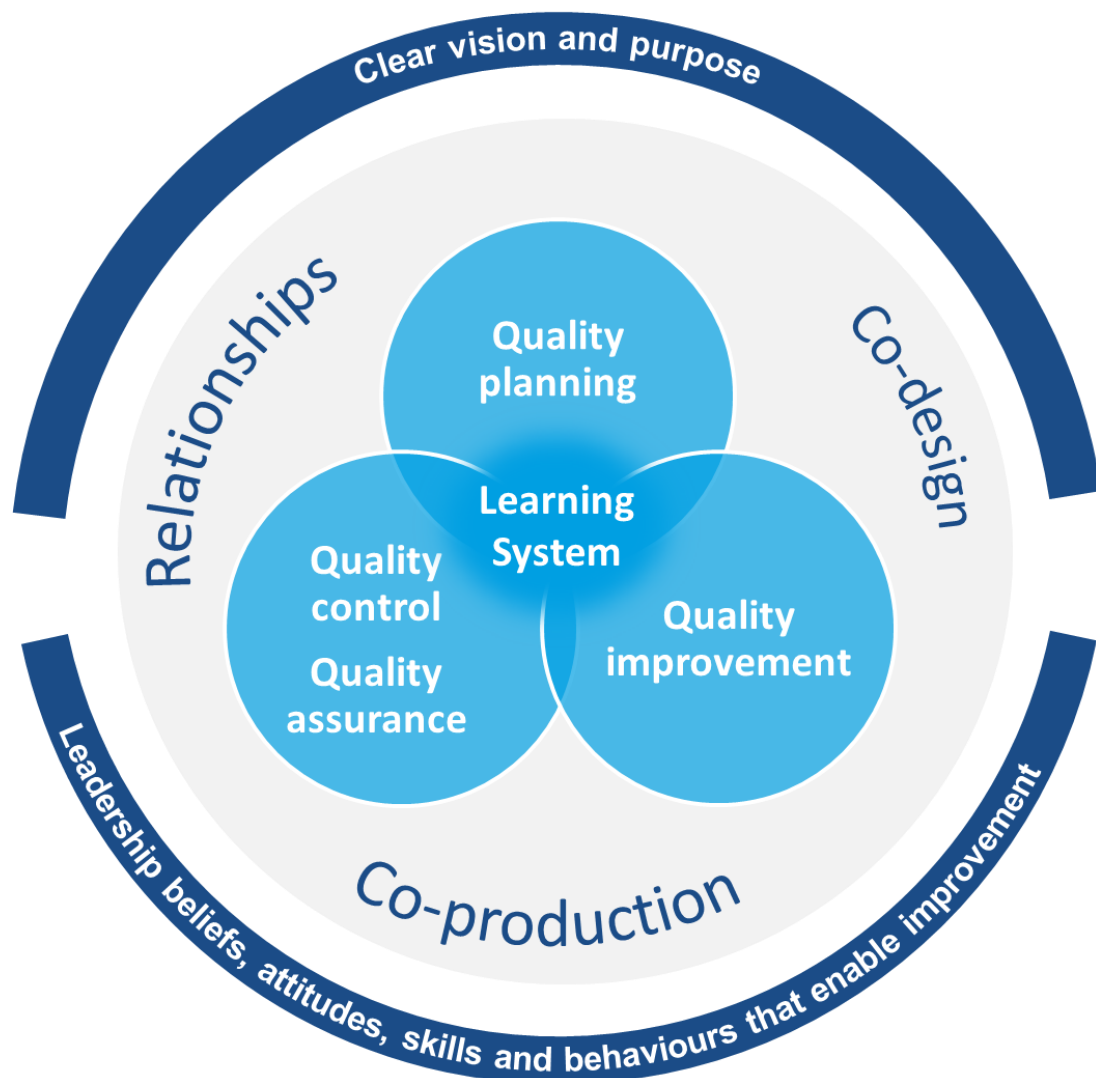 Clear vision and purpose
Relationships
Co-design
Quality
planning
Learning
System
Quality
control
Quality
assurance
Quality
improvement
Co-production
Leadership beliefs, attitudes, skills and behaviours that enable improvement